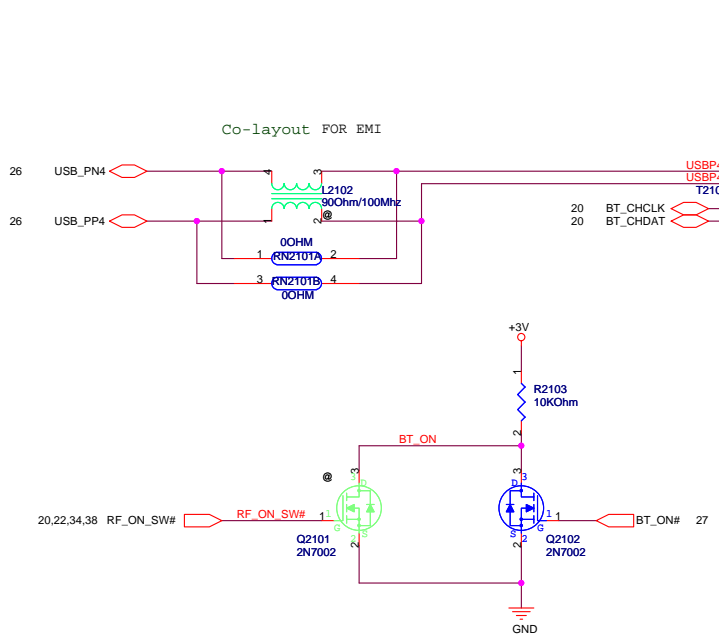 Co-layout FOR EMI
26 USB_PN4
4 3
L2102
90Ohm/100Mhz
@
USBP4
USBP4
T210
26 USB_PP4
1 2
20 BT_CHCLK
20 BT_CHDAT
0OHM
1 RN2101A 2
3 RN2101B 4
0OHM
+3V
1
R2103
10KOhm
2
BT_ON
@
3 3 D
3 D 3
20,22,34,38 RF_ON_SW# RF_ON_SW# 1 1 G
1 1 G
BT_ON# 27
S 2 2
S 2 2
Q2101
2N7002
Q2102
2N7002
GND